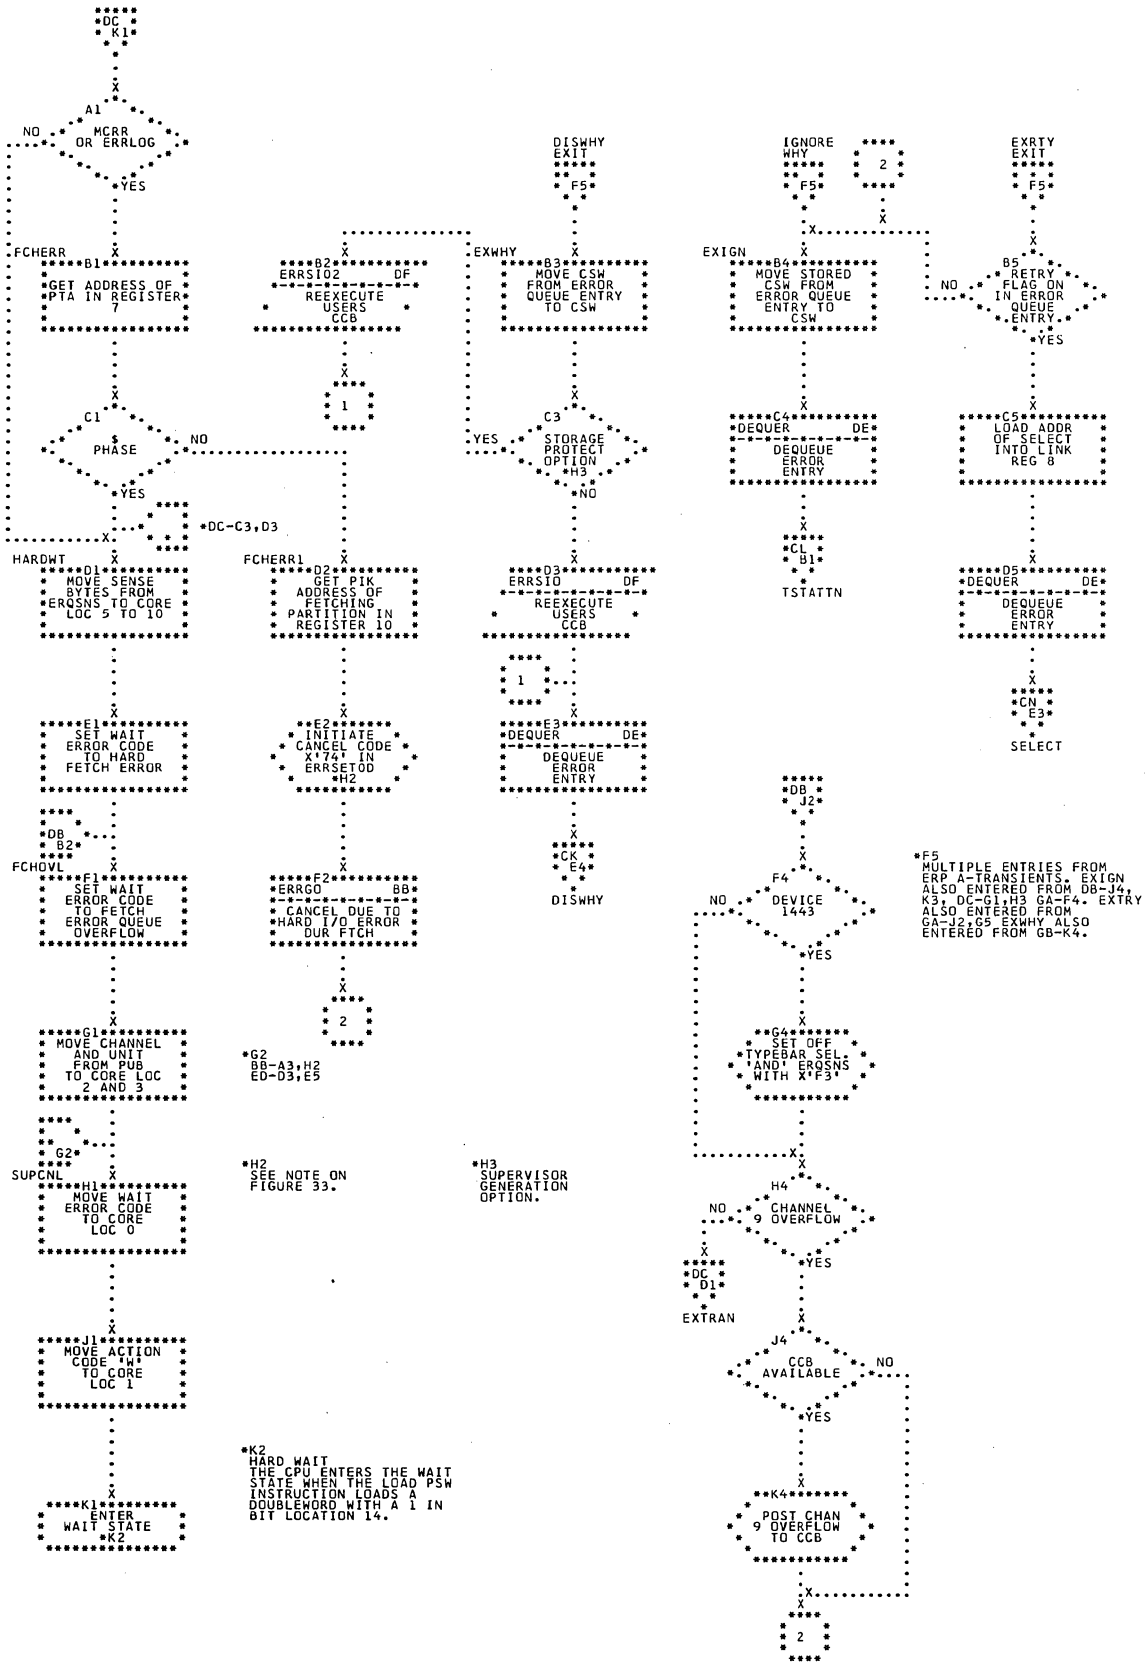 DC
K1
A1
MCRR
OR ERRLOG
NO
YES
FCHERR
B1
GET ADDRESS OF
PTA IN REGISTER
7
C1
$
PHASE
NO
YES
*DC-C3,D3
HARDWT
D1
MOVE SENSE
BYTES FROM
ERQSNS TO CORE
LOC 5 TO 10
E1
SET WAIT
ERROR CODE
TO HARD
FETCH ERROR
DB
B2
FCHOVL
F1
SET WAIT
ERROR CODE
TO FETCH
ERROR QUEUE
OVERFLOW
G1
MOVE CHANNEL
AND UNIT
FROM PUB
TO CORE LOC
2 AND 3
G2
SUPCNL
H1
MOVE WAIT
ERROR CODE
TO CORE
LOC 0
J1
MOVE ACTION
CODE 'W'
TO CORE
LOC 1
K1
ENTER
WAIT STATE
*K2
B2
ERRSIO2 DF
REEXECUTE
USERS
CCB
1
FCHERR1
D2
GET PIK
ADDRESS OF
FETCHING
PARTITION IN
REGISTER 10
E2
INITIATE
CANCEL CODE
X'74' IN
ERRSETOD
*H2
F2
*ERRGO BB*
CANCEL DUE TO
HARD I/O ERROR
DUR FTCH
2
*G2
BB-A3,H2
ED-D3,E5
*H2
SEE NOTE ON
FIGURE 33.
*K2
HARD WAIT
THE CPU ENTERS THE WAIT
STATE WHEN THE LOAD PSW
INSTRUCTION LOADS A
DOUBLEWORD WITH A 1 IN
BIT LOCATION 14.
DISWHY
EXIT
F5
EXWHY
B3
MOVE CSW
FROM ERROR
QUEUE ENTRY
TO CSW
C3
STORAGE
PROTECT
OPTION
*H3
YES
NO
D3
ERRSIO DF
REEXECUTE
USERS
CCB
1
E3
*DEQUER DE*
DEQUEUE
ERROR
ENTRY
CK
E4
DISWHY
*H3
SUPERVISOR
GENERATION
OPTION.
IGNORE
WHY
F5
2
EXIGN
B4
MOVE STORED
CSW FROM
ERROR QUEUE
ENTRY TO
CSW
C4
*DEQUER DE*
DEQUEUE
ERROR
ENTRY
CL
B1
TSTATTN
EXRTY
EXIT
F5
B5
RETRY
FLAG ON
IN ERROR
QUEUE
ENTRY
NO
YES
C5
LOAD ADDR
OF SELECT
INTO LINK
REG 8
D5
*DEQUER DE*
DEQUEUE
ERROR
ENTRY
CN
E3
SELECT
DB
J2
F4
DEVICE
1443
NO
YES
G4
SET OFF
TYPEBAR SEL.
'AND' ERQSNS
WITH X'F3'
H4
CHANNEL
9 OVERFLOW
NO
YES
DC
D1
EXTRAN
J4
CCB
AVAILABLE
NO
YES
K4
POST CHAN
9 OVERFLOW
TO CCB
2
*F5
MULTIPLE ENTRIES FROM
ERP A-TRANSIENTS. EXIGN
ALSO ENTERED FROM DB-J4,
K3, DC-G1,H3 GA-F4. EXTRY
ALSO ENTERED FROM
GA-J2,G5 EXWHY ALSO
ENTERED FROM GB-K4.